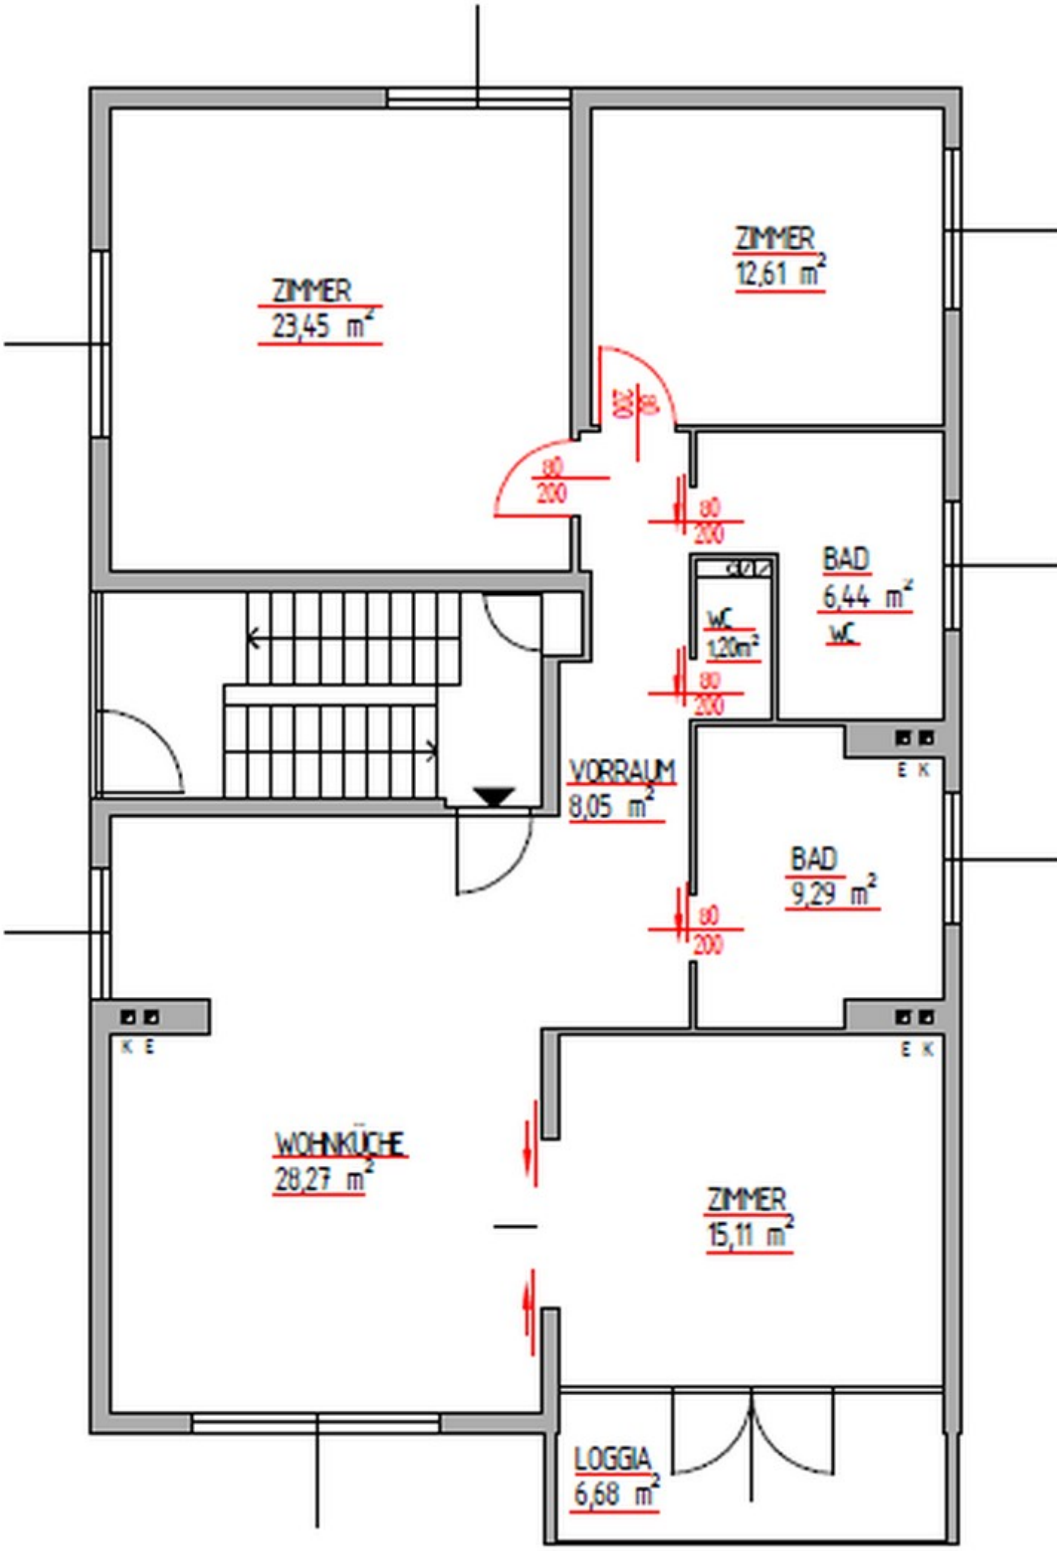 ZIMMER
12,61 m²
ZIMMER
23,45 m²
80
200
80
200
80
200
BAD
6,44 m²
WC
WC
1,20m²
80
200
E K
VORRAUM
8,05 m²
BAD
9,29 m²
80
200
K E
E K
WOHNKÜCHE
28,27 m²
ZIMMER
15,11 m²
LOGGIA
6,68 m²